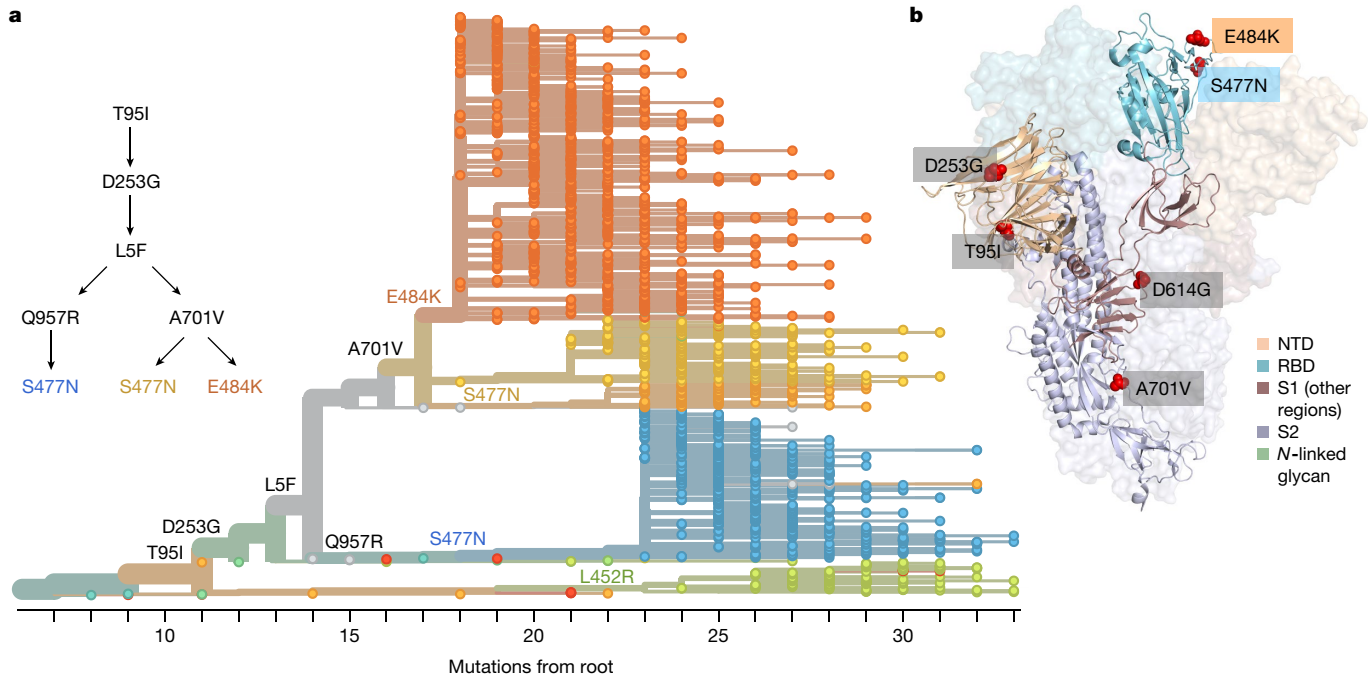 a
T95I
D253G
L5F
Q957R A701V
S477N S477N E484K
E484K
A701V
S477N
L5F
D253G
Q957R
S477N
T95I
L452R
10 15 20 25 30
Mutations from root
b
E484K
S477N
D253G
T95I
D614G
A701V
NTD
RBD
S1 (other
regions)
S2
N-linked
glycan